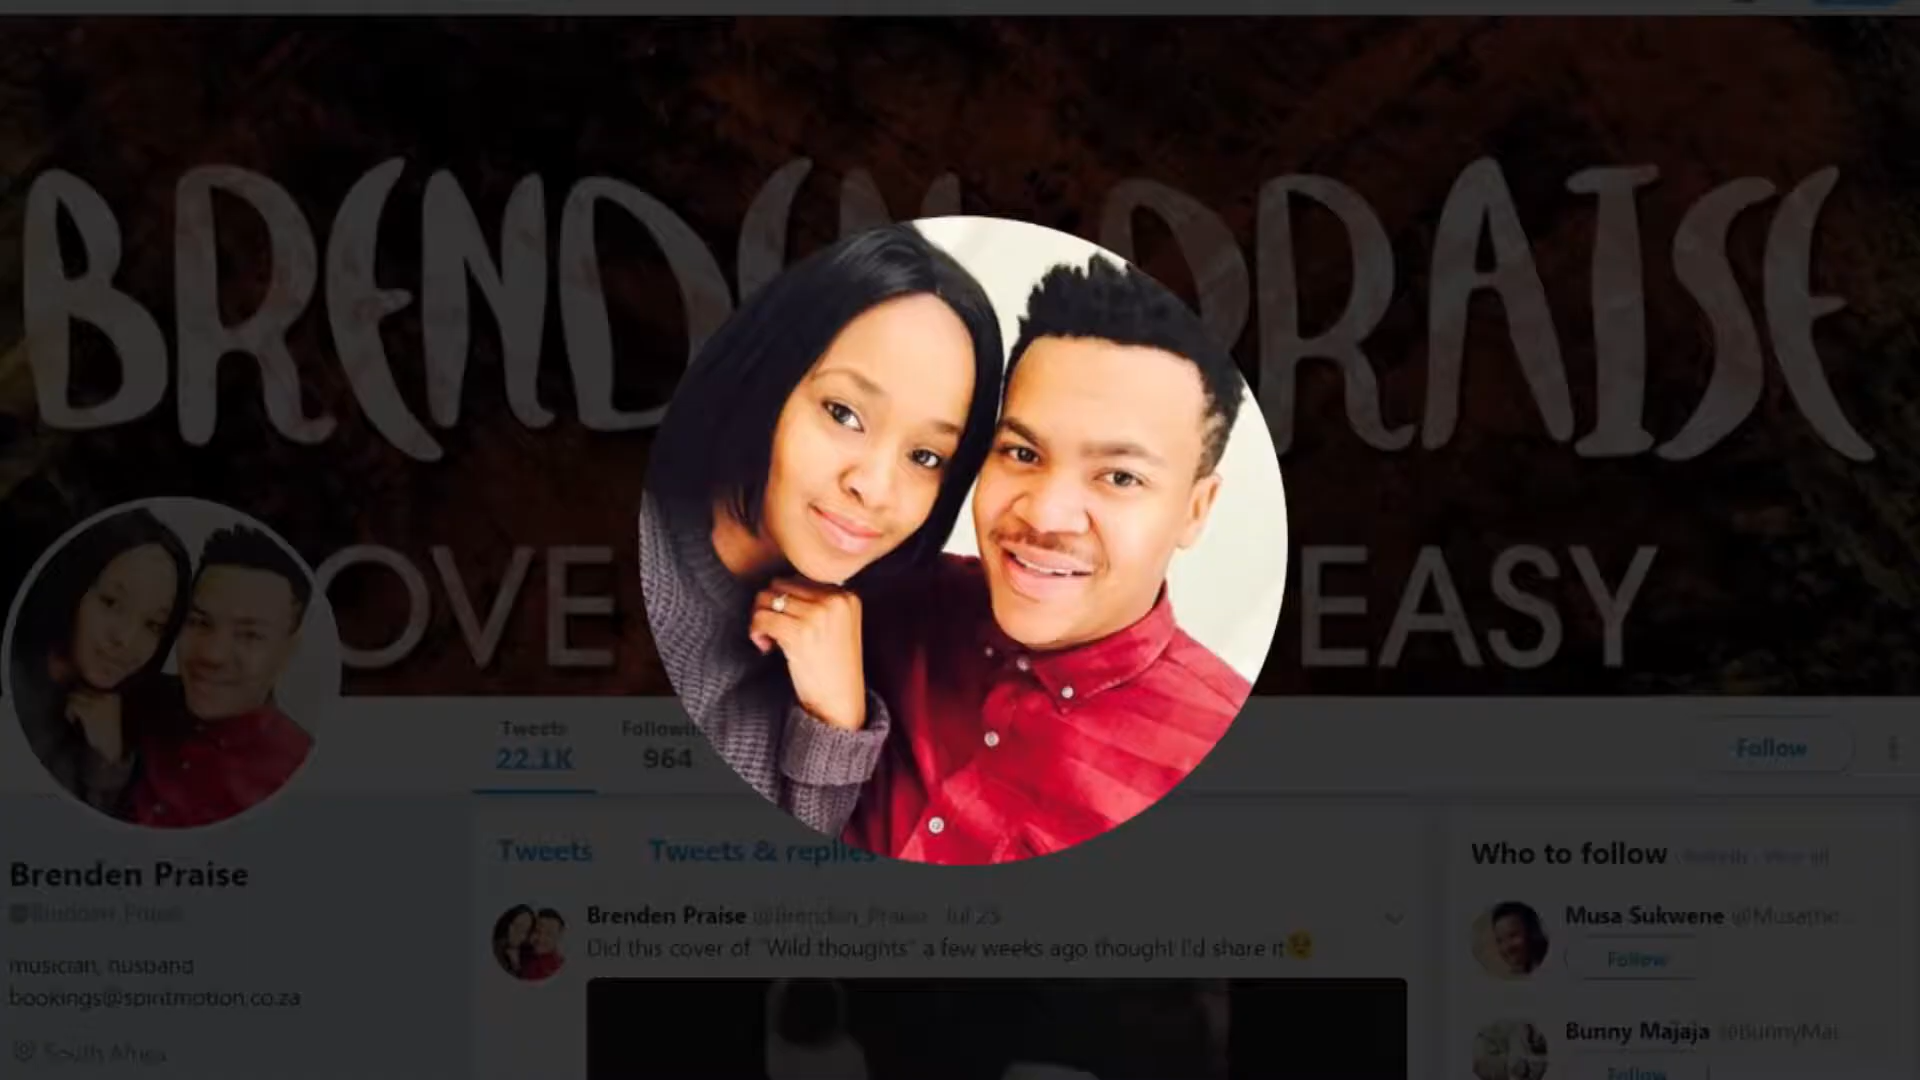 BRENDEN PRAISE
EASY
Tweets
22.1K
964
Follow
Tweets Tweets & replies
Brenden Praise
musician, husband
bookings@spiritmotion.co.za
South Africa
Brenden Praise @Brenden_Praise Jul 25
Did this cover of "Wild thoughts" a few weeks ago thought I'd share it
Who to follow
Musa Sukwene
Follow
Bunny Majaja
Follow